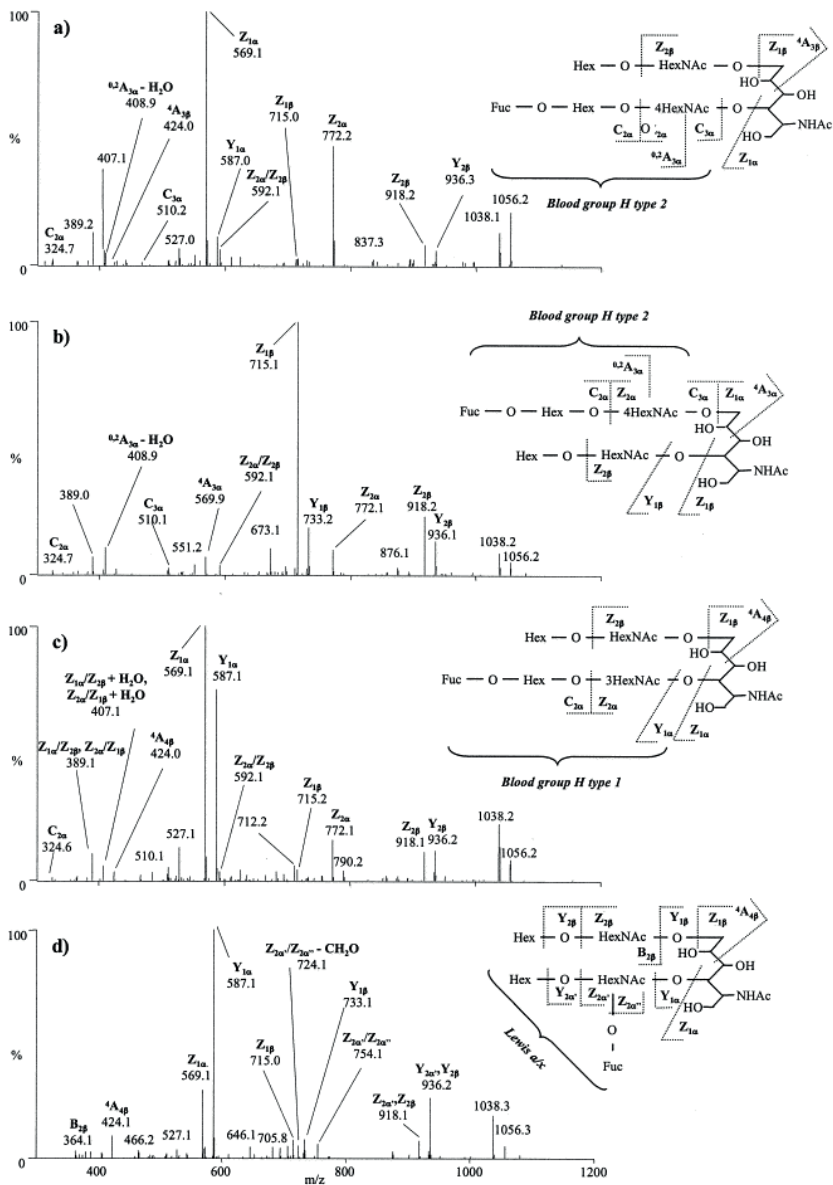 100
a)
Z1α
569.1
0,2A3α - H2O
408.9
4A3β
424.0
407.1
%
Y1α
587.0
Z2α/Z2β
592.1
Z1β
715.0
Z2α
772.2
C3α
510.2
Z2β
918.2
Y2β
936.3
1056.2
1038.1
C2α
324.7
389.2
527.0
837.3
0
Z2β
Z1β
4A3β
Hex — O — HexNAc — O
HO
OH
Fuc — O — Hex — O — 4HexNAc — O
NHAc
HO
C2α
C3α
0,2A3α
Z1α
Blood group H type 2
100
b)
Z1β
715.1
0,2A3α - H2O
408.9
%
Z2α/Z2β
592.1
4A3α
569.9
C3α
510.1
389.0
C2α
324.7
551.2
673.1
Y1β
733.2
Z2α
772.1
Z2β
918.2
Y2β
936.1
876.1
1038.2
1056.2
0
Blood group H type 2
0,2A3α
C2α
Z2α
C3α
Z1α
4A3α
Fuc — O — Hex — O — 4HexNAc — O
HO
OH
Hex — O — HexNAc — O
NHAc
HO
Z2β
Y1β
Z1β
100
c)
Z1α
569.1
Y1α
587.1
Z1α/Z2β + H2O,
Z2α/Z1β + H2O
407.1
Z1α/Z2β, Z2α/Z1β
389.1
4A4β
424.0
%
Z2α/Z2β
592.1
Z1β
715.2
712.2
Z2α
772.1
790.2
Z2β
918.1
Y2β
936.2
1038.2
1056.2
C2α
324.6
510.1
527.1
0
Z2β
Z1β
4A4β
Hex — O — HexNAc — O
HO
OH
Fuc — O — Hex — O — 3HexNAc — O
NHAc
HO
C2α
Z2α
Y1α
Z1α
Blood group H type 1
100
d)
Y1α
587.1
Z2α'/Z2α'' - CH2O
724.1
Y1β
733.1
Z1β
715.0
Z2α'/Z2α''
754.1
Z1α
569.1
%
Y2α',Y2β
936.2
Z2α',Z2β
918.1
1038.3
1056.3
4A4β
424.1
B2β
364.1
466.2
527.1
646.1
705.8
0
Y2β
Z2β
Y1β
Z1β
4A4β
Hex — O — HexNAc — O
B2β
HO
OH
Hex — O — HexNAc — O
NHAc
HO
Y2α'
Z2α'
Z2α''
Y1α
Z1α
O
Fuc
Lewis a/x
400
600
800
1000
1200
m/z